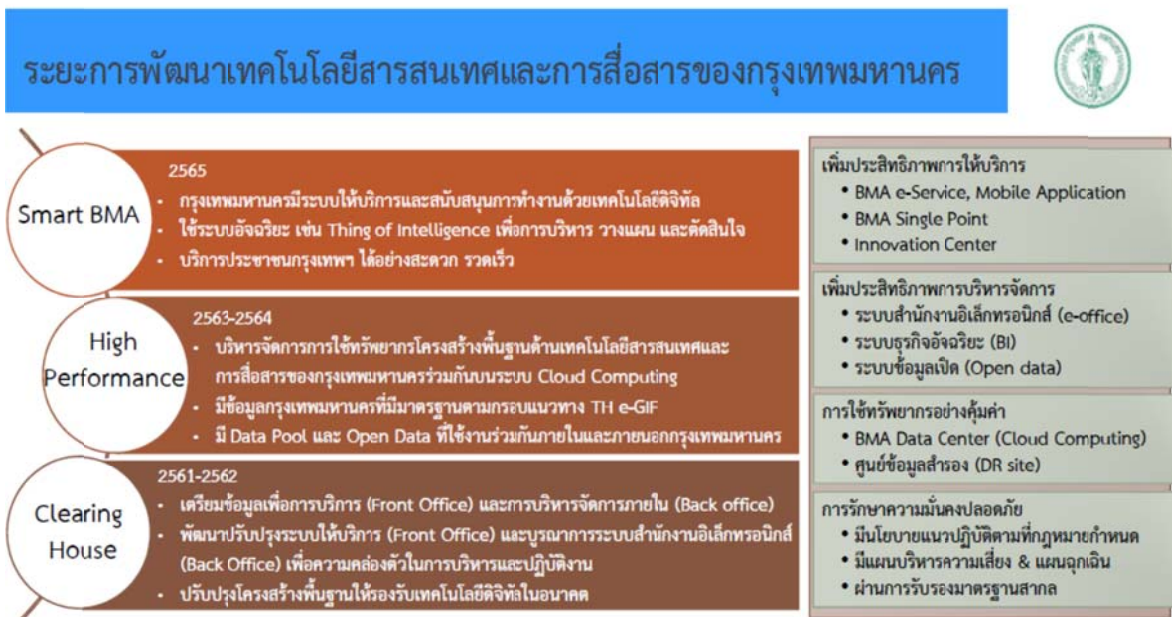 ระยะการพัฒนาเทคโนโลยีสารสนเทศและการสื่อสารของกรุงเทพมหานคร
Smart BMA
2565
• กรุงเทพมหานครมีระบบให้บริการและสนับสนุนการทำงานด้วยเทคโนโลยีดิจิทัล
• ใช้ระบบอัจฉริยะ เช่น Thing of Intelligence เพื่อการบริหาร วางแผน และตัดสินใจ
• บริการประชาชนกรุงเทพฯ ได้อย่างสะดวก รวดเร็ว
High
Performance
2563-2564
• บริหารจัดการการใช้ทรัพยากรโครงสร้างพื้นฐานด้านเทคโนโลยีสารสนเทศและ
การสื่อสารของกรุงเทพมหานครร่วมกันบนระบบ Cloud Computing
• มีข้อมูลกรุงเทพมหานครที่มีมาตรฐานตามกรอบแนวทาง TH e-GIF
• มี Data Pool และ Open Data ที่ใช้งานร่วมกันภายในและภายนอกกรุงเทพมหานคร
Clearing
House
2561-2562
• เตรียมข้อมูลเพื่อการบริการ (Front Office) และการบริหารจัดการภายใน (Back office)
• พัฒนาปรับปรุงระบบให้บริการ (Front Office) และบูรณาการระบบสำนักงานอิเล็กทรอนิกส์
(Back Office) เพื่อความคล่องตัวในการบริหารและปฏิบัติงาน
• ปรับปรุงโครงสร้างพื้นฐานให้รองรับเทคโนโลยีดิจิทัลในอนาคต
เพิ่มประสิทธิภาพการให้บริการ
• BMA e-Service, Mobile Application
• BMA Single Point
• Innovation Center
เพิ่มประสิทธิภาพการบริหารจัดการ
• ระบบสำนักงานอิเล็กทรอนิกส์ (e-office)
• ระบบธุรกิจอัจฉริยะ (BI)
• ระบบข้อมูลเปิด (Open data)
การใช้ทรัพยากรอย่างคุ้มค่า
• BMA Data Center (Cloud Computing)
• ศูนย์ข้อมูลสำรอง (DR site)
การรักษาความมั่นคงปลอดภัย
• มีนโยบายแนวปฏิบัติตามที่กฎหมายกำหนด
• มีแผนบริหารความเสี่ยง & แผนฉุกเฉิน
• ผ่านการรับรองมาตรฐานสากล